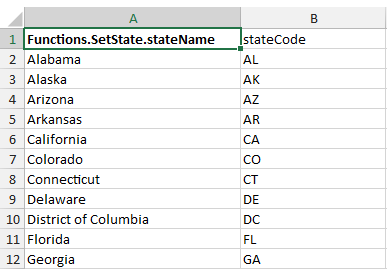 A B
1 Functions.SetState.stateName stateCode
2 Alabama AL
3 Alaska AK
4 Arizona AZ
5 Arkansas AR
6 California CA
7 Colorado CO
8 Connecticut CT
9 Delaware DE
10 District of Columbia DC
11 Florida FL
12 Georgia GA